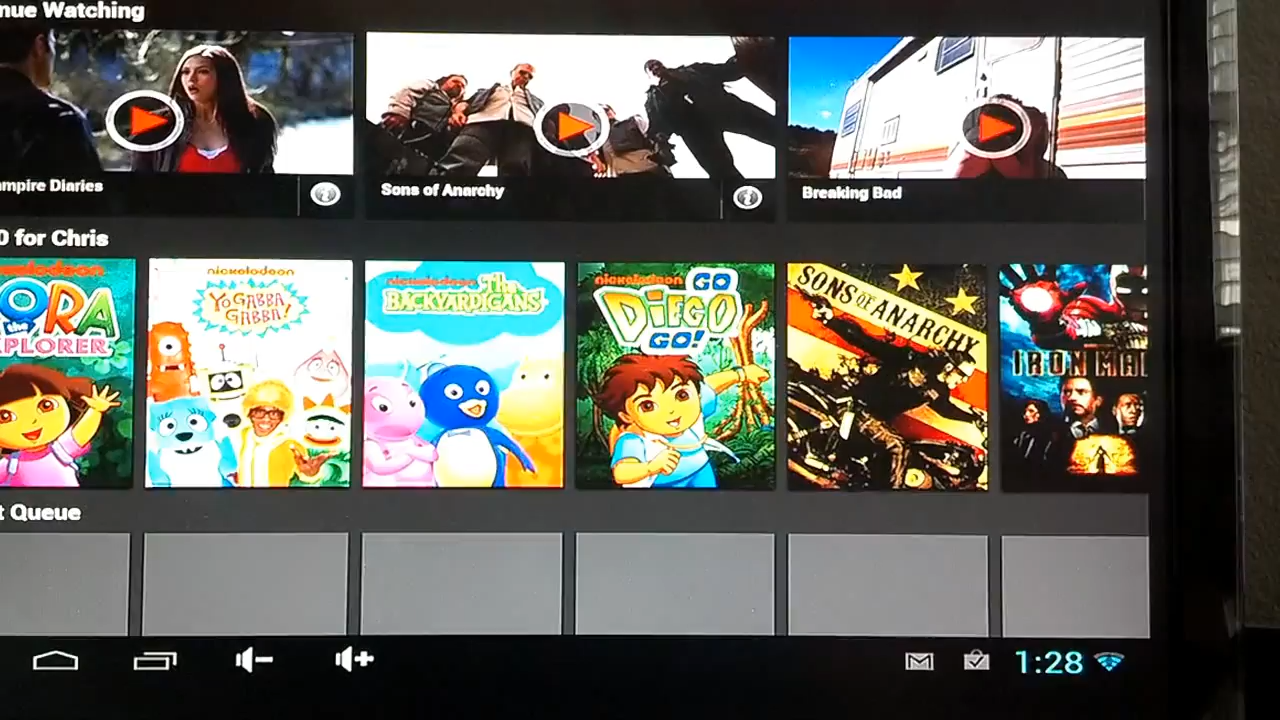 nue Watching
ampire Diaries
Sons of Anarchy
Breaking Bad
0 for Chris
nickelodeon
ORA
the
XPLORER
nickelodeon
YO GABBA
GABBA!
nickelodeon
The
BACKYARDIGANS
nickelodeon
GO
DIEGO
GO!
SONS OF ANARCHY
IRON MA
t Queue
1:28